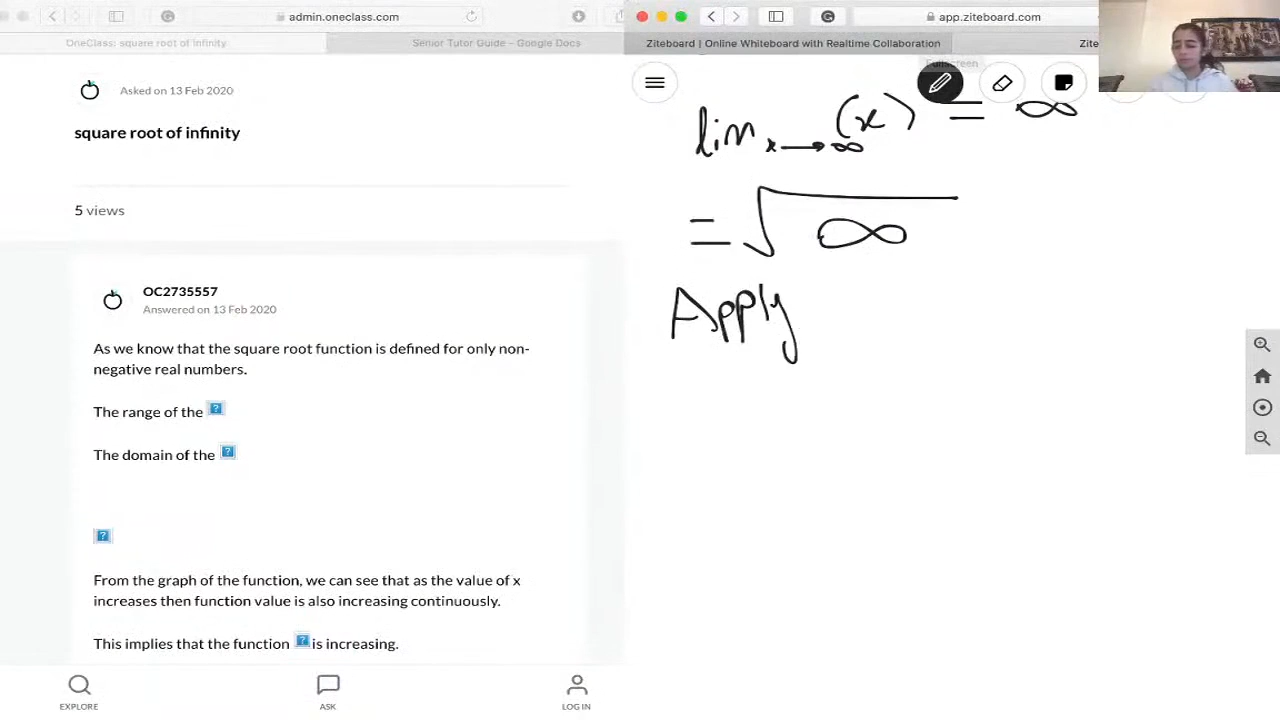 admin.oneclass.com
OneClass: square root of infinity
Senior Tutor Guide – Google Docs
Asked on 13 Feb 2020
square root of infinity
5 views
OC2735557
Answered on 13 Feb 2020
As we know that the square root function is defined for only non-
negative real numbers.
The range of the
The domain of the
From the graph of the function, we can see that as the value of x
increases then function value is also increasing continuously.
This implies that the function is increasing.
EXPLORE
ASK
LOG IN
app.ziteboard.com
Ziteboard | Online Whiteboard with Realtime Collaboration
Zite
Fullscreen
lim x→∞ (x) = ∞
= √∞
Apply